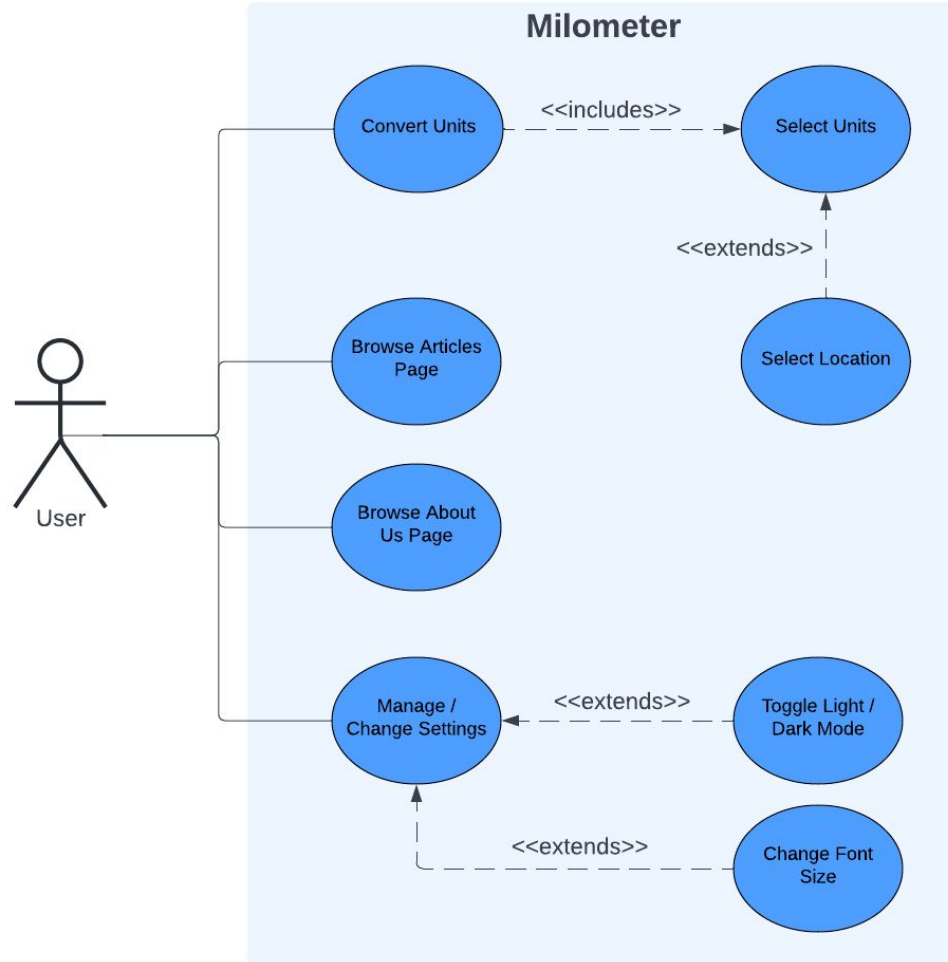 Milometer
Convert Units
<<includes>>
Select Units
<<extends>>
Browse Articles
Page
Select Location
User
Browse About
Us Page
Manage /
Change Settings
<<extends>>
Toggle Light /
Dark Mode
<<extends>>
Change Font
Size